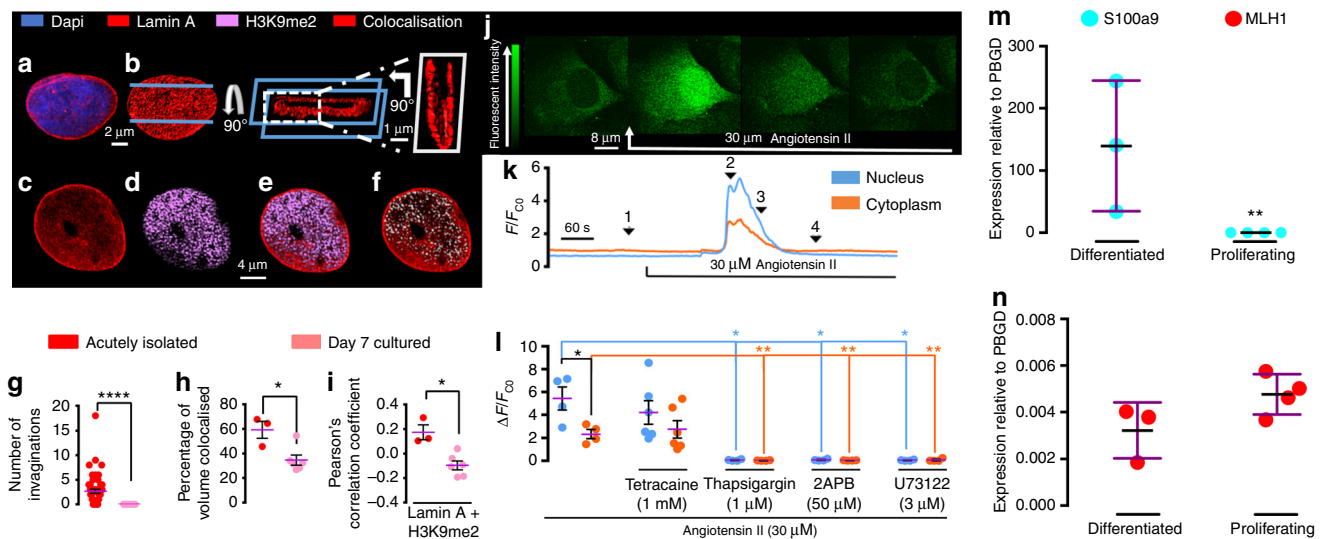 Dapi Lamin A H3K9me2 Colocalisation
a
b
90°
2 µm
90°
1 µm
c
d
e
f
4 µm
j
Fluorescent intensity
8 µm
30 µm Angiotensin II
k
6
4
2
0
F/F_C0
60 s
1
2
3
4
Nucleus
Cytoplasm
30 µM Angiotensin II
Acutely isolated
Day 7 cultured
g
Number of
invaginations
20
15
10
5
0
****
h
Percentage of
volume colocalised
80
60
40
20
0
*
i
Pearson's
correlation coefficient
0.4
0.2
0.0
–0.2
–0.4
*
Lamin A +
H3K9me2
l
ΔF/F_C0
10
8
6
4
2
0
*
* * *
** ** **
Tetracaine
(1 mM)
Thapsigargin
(1 µM)
2APB
(50 µM)
U73122
(3 µM)
Angiotensin II (30 µM)
m
S100a9
MLH1
Expression relative to PBGD
300
200
100
0
**
Differentiated
Proliferating
n
Expression relative to PBGD
0.008
0.006
0.004
0.002
0.000
Differentiated
Proliferating